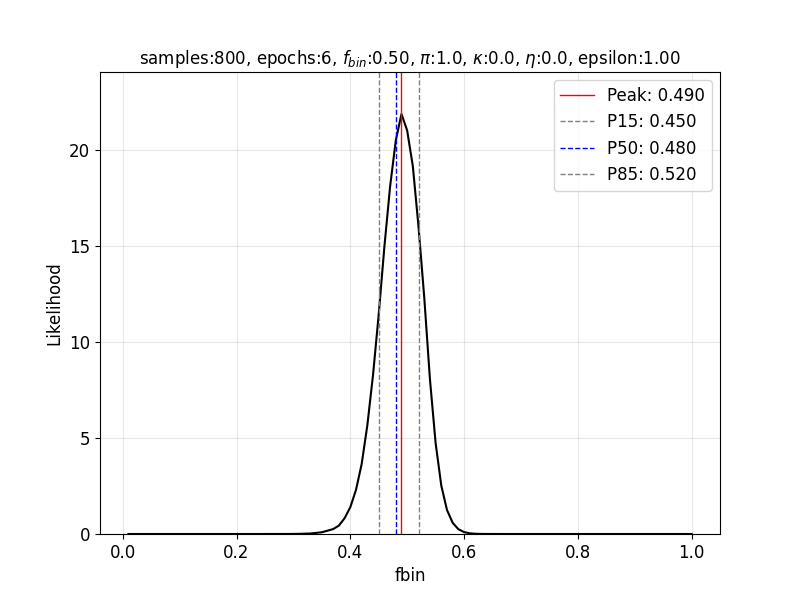 samples:800, epochs:6, f_bin:0.50, π:1.0, κ:0.0, η:0.0, epsilon:1.00
Peak: 0.490
P15: 0.450
P50: 0.480
P85: 0.520
Likelihood
20
15
10
5
0
0.0 0.2 0.4 0.6 0.8 1.0
fbin